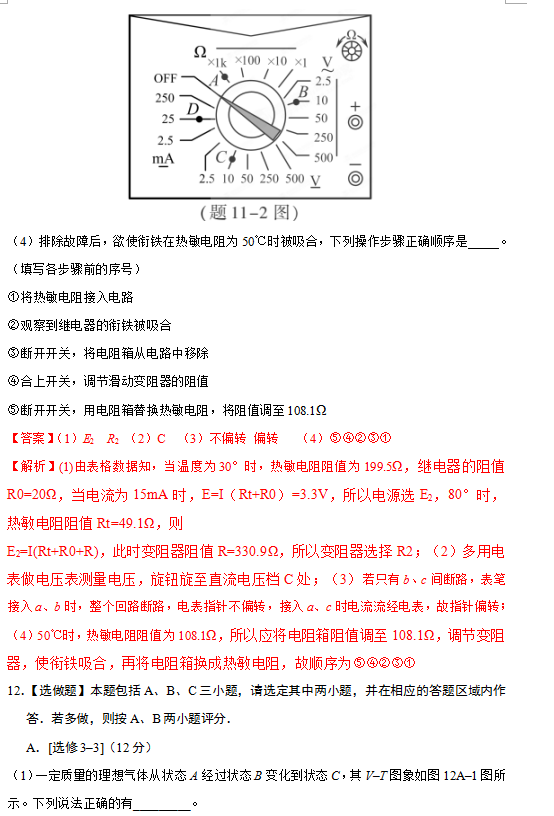 Ω
×1k ×100 ×10 ×1 V
Ω
OFF A 2.5
250 B 10
25 D 50
2.5 250
mA C 500
2.5 10 50 250 500 V
+
−
(题11-2图)
(4)排除故障后，欲使衔铁在热敏电阻为 50℃时被吸合，下列操作步骤正确顺序是_____。
(填写各步骤前的序号)
①将热敏电阻接入电路
②观察到继电器的衔铁被吸合
③断开开关，将电阻箱从电路中移除
④合上开关，调节滑动变阻器的阻值
⑤断开开关，用电阻箱替换热敏电阻，将阻值调至 108.1Ω
【答案】(1) E2 R2 (2) C (3)不偏转 偏转 (4)⑤④②③①
【解析】(1)由表格数据知，当温度为30°时，热敏电阻阻值为 199.5Ω，继电器的阻值
R0=20Ω，当电流为 15mA 时，E=I（Rt+R0）=3.3V，所以电源选 E2，80°时，
热敏电阻阻值 Rt=49.1Ω，则
E2=I(Rt+R0+R)，此时变阻器阻值 R=330.9Ω，所以变阻器选择 R2；（2）多用电
表做电压表测量电压，旋钮旋至直流电压档 C 处；（3）若只有 b、c 间断路，表笔
接入 a、b 时，整个回路断路，电表指针不偏转，接入 a、c 时电流流经电表，故指针偏转；
(4) 50℃时，热敏电阻阻值为 108.1Ω，所以应将电阻箱阻值调至 108.1Ω，调节变阻
器，使衔铁吸合，再将电阻箱换成热敏电阻，故顺序为⑤④②③①
12.【选做题】本题包括 A、B、C 三小题，请选定其中两小题，并在相应的答题区域内作
答．若多做，则按 A、B 两小题评分．
A．[选修 3–3]（12 分）
(1) 一定质量的理想气体从状态 A 经过状态 B 变化到状态 C，其 V–T 图象如图 12A–1 图所
示。下列说法正确的有_________。